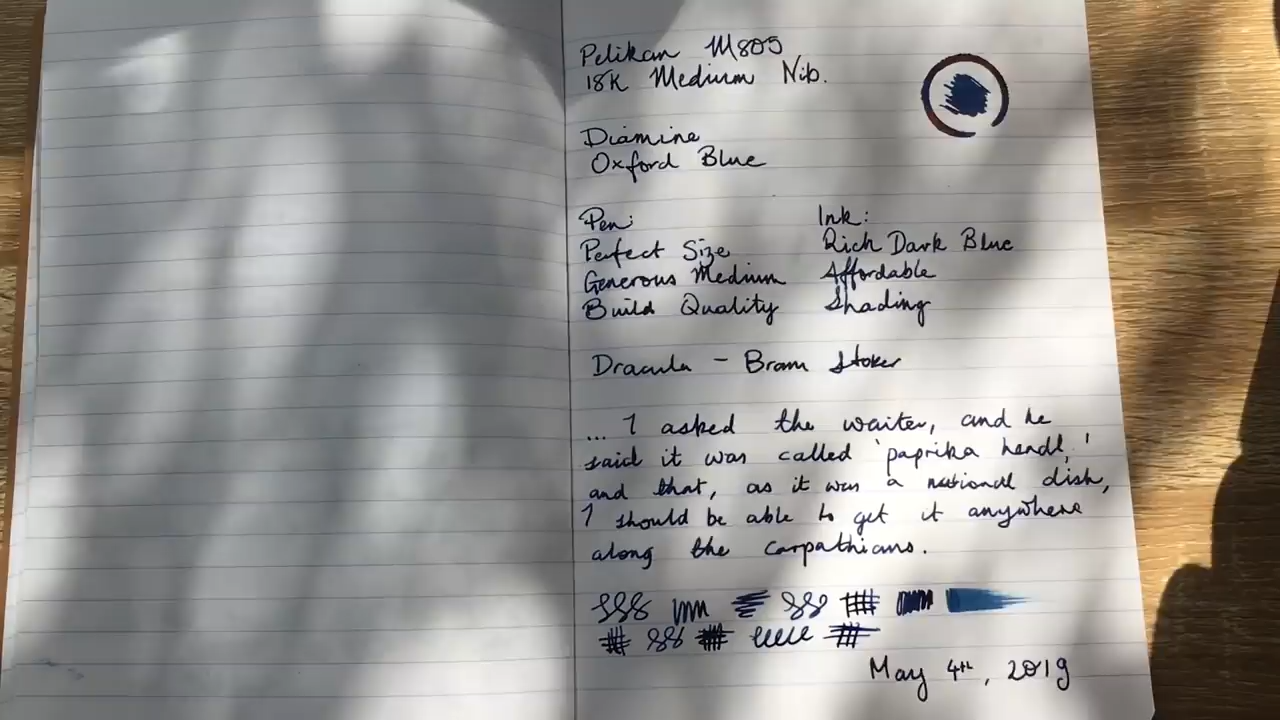 Pelikan M805
18K Medium Nib.
Diamine
Oxford Blue
Pen:
Perfect Size
Generous Medium
Build Quality
Ink:
Rich Dark Blue
Affordable
Shading
Dracula - Bram Stoker
... I asked the waiter, and he
said it was called 'paprika hendl,'
and that, as it was a national dish,
I should be able to get it anywhere
along the Carpathians.
May 4th, 2019